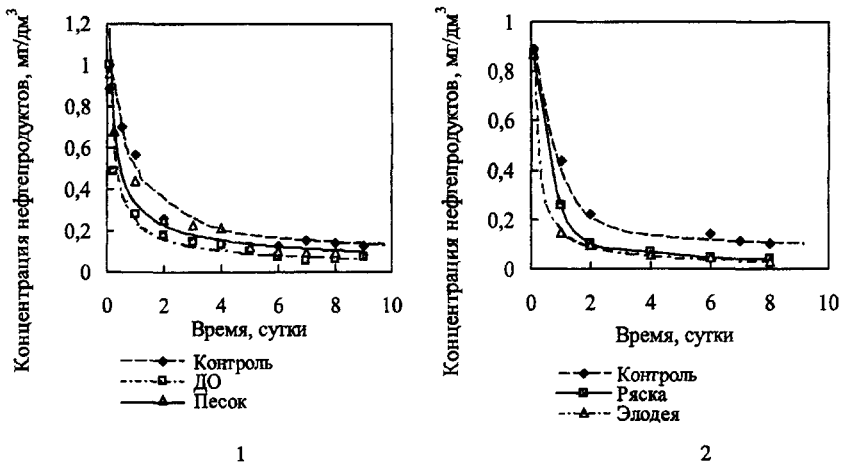 Концентрация нефтепродуктов, мг/дм³
1,2
1
0,8
0,6
0,4
0,2
0
0 2 4 6 8 10
Время, сутки
Контроль
ДО
Песок
1
Концентрация нефтепродуктов, мг/дм³
1
0,8
0,6
0,4
0,2
0
0 2 4 6 8 10
Время, сутки
Контроль
Ряска
Элодея
2